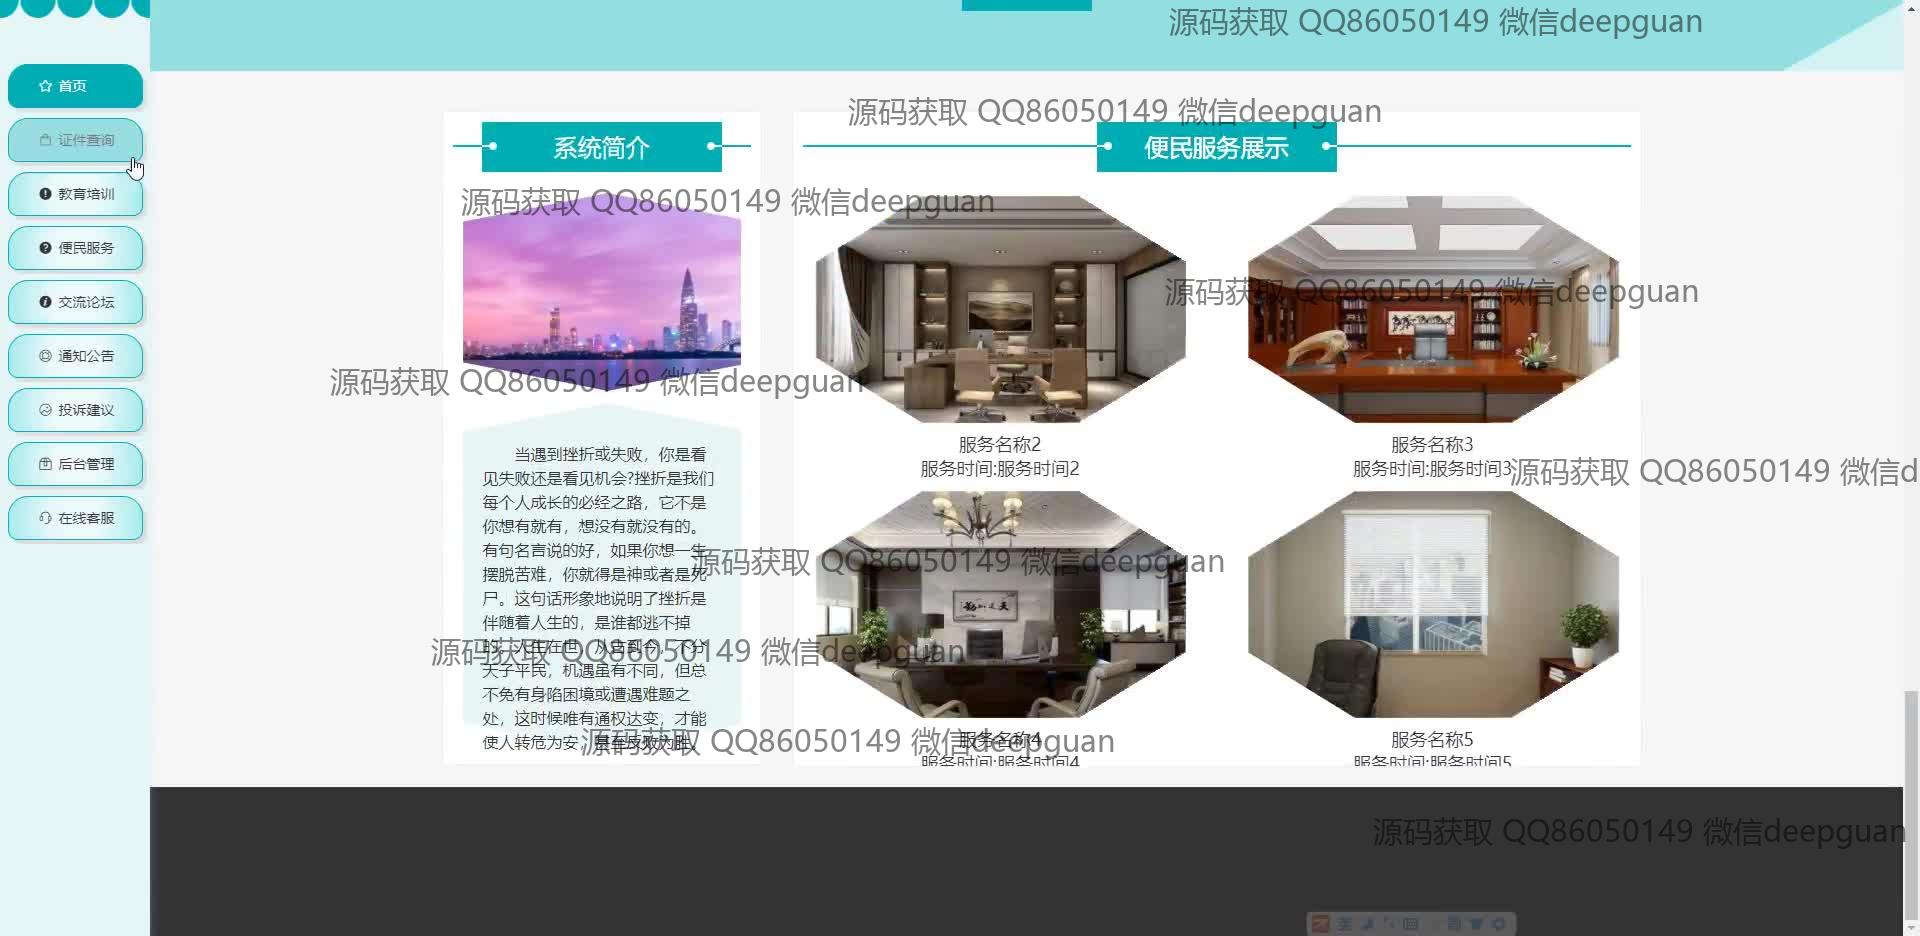 源码获取 QQ86050149 微信deepguan
首页
证件查询
教育培训
便民服务
交流论坛
通知公告
投诉建议
后台管理
在线客服
源码获取 QQ86050149 微信deepguan
系统简介
便民服务展示
源码获取 QQ86050149 微信deepguan
源码获取 QQ86050149 微信deepguan
源码获取 QQ86050149 微信deepguan
当遇到挫折或失败，你是看
见失败还是看见机会?挫折是我们
每个人成长的必经之路，它不是
你想有就有，想没有就没有的。
有句名言说的好，如果你想一生
摆脱苦难，你就得是神或者是死
尸。这句话形象地说明了挫折是
伴随着人生的，是谁都逃不掉
的。人生在世，从古到今，不分
天子平民，机遇虽有不同，但总
不免有身陷困境或遭遇难题之
处，这时候唯有通权达变，才能
使人转危为安，甚至反败为胜。
服务名称2
服务时间:服务时间2
服务名称3
服务时间:服务时间3
源码获取 QQ86050149 微信d
源码获取 QQ86050149 微信deepguan
源码获取 QQ86050149 微信deepguan
源码获取 QQ86050149 微信deepguan
服务名称4
服务时间:服务时间4
服务名称5
服务时间:服务时间5
源码获取 QQ86050149 微信deepguan